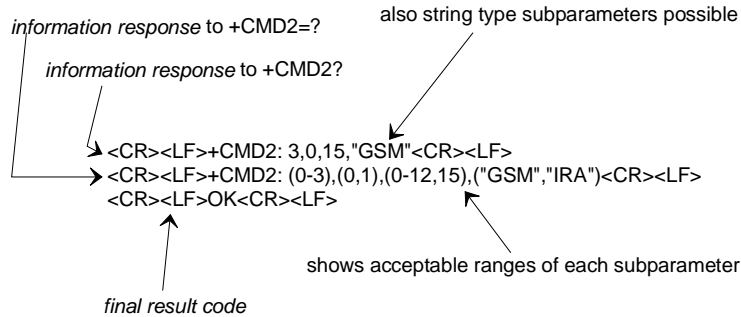 also string type subparameters possible
information response to +CMD2=?
information response to +CMD2?
<CR><LF>+CMD2: 3,0,15,"GSM"<CR><LF>
<CR><LF>+CMD2: (0-3),(0,1),(0-12,15),("GSM","IRA")<CR><LF>
<CR><LF>OK<CR><LF>
shows acceptable ranges of each subparameter
final result code